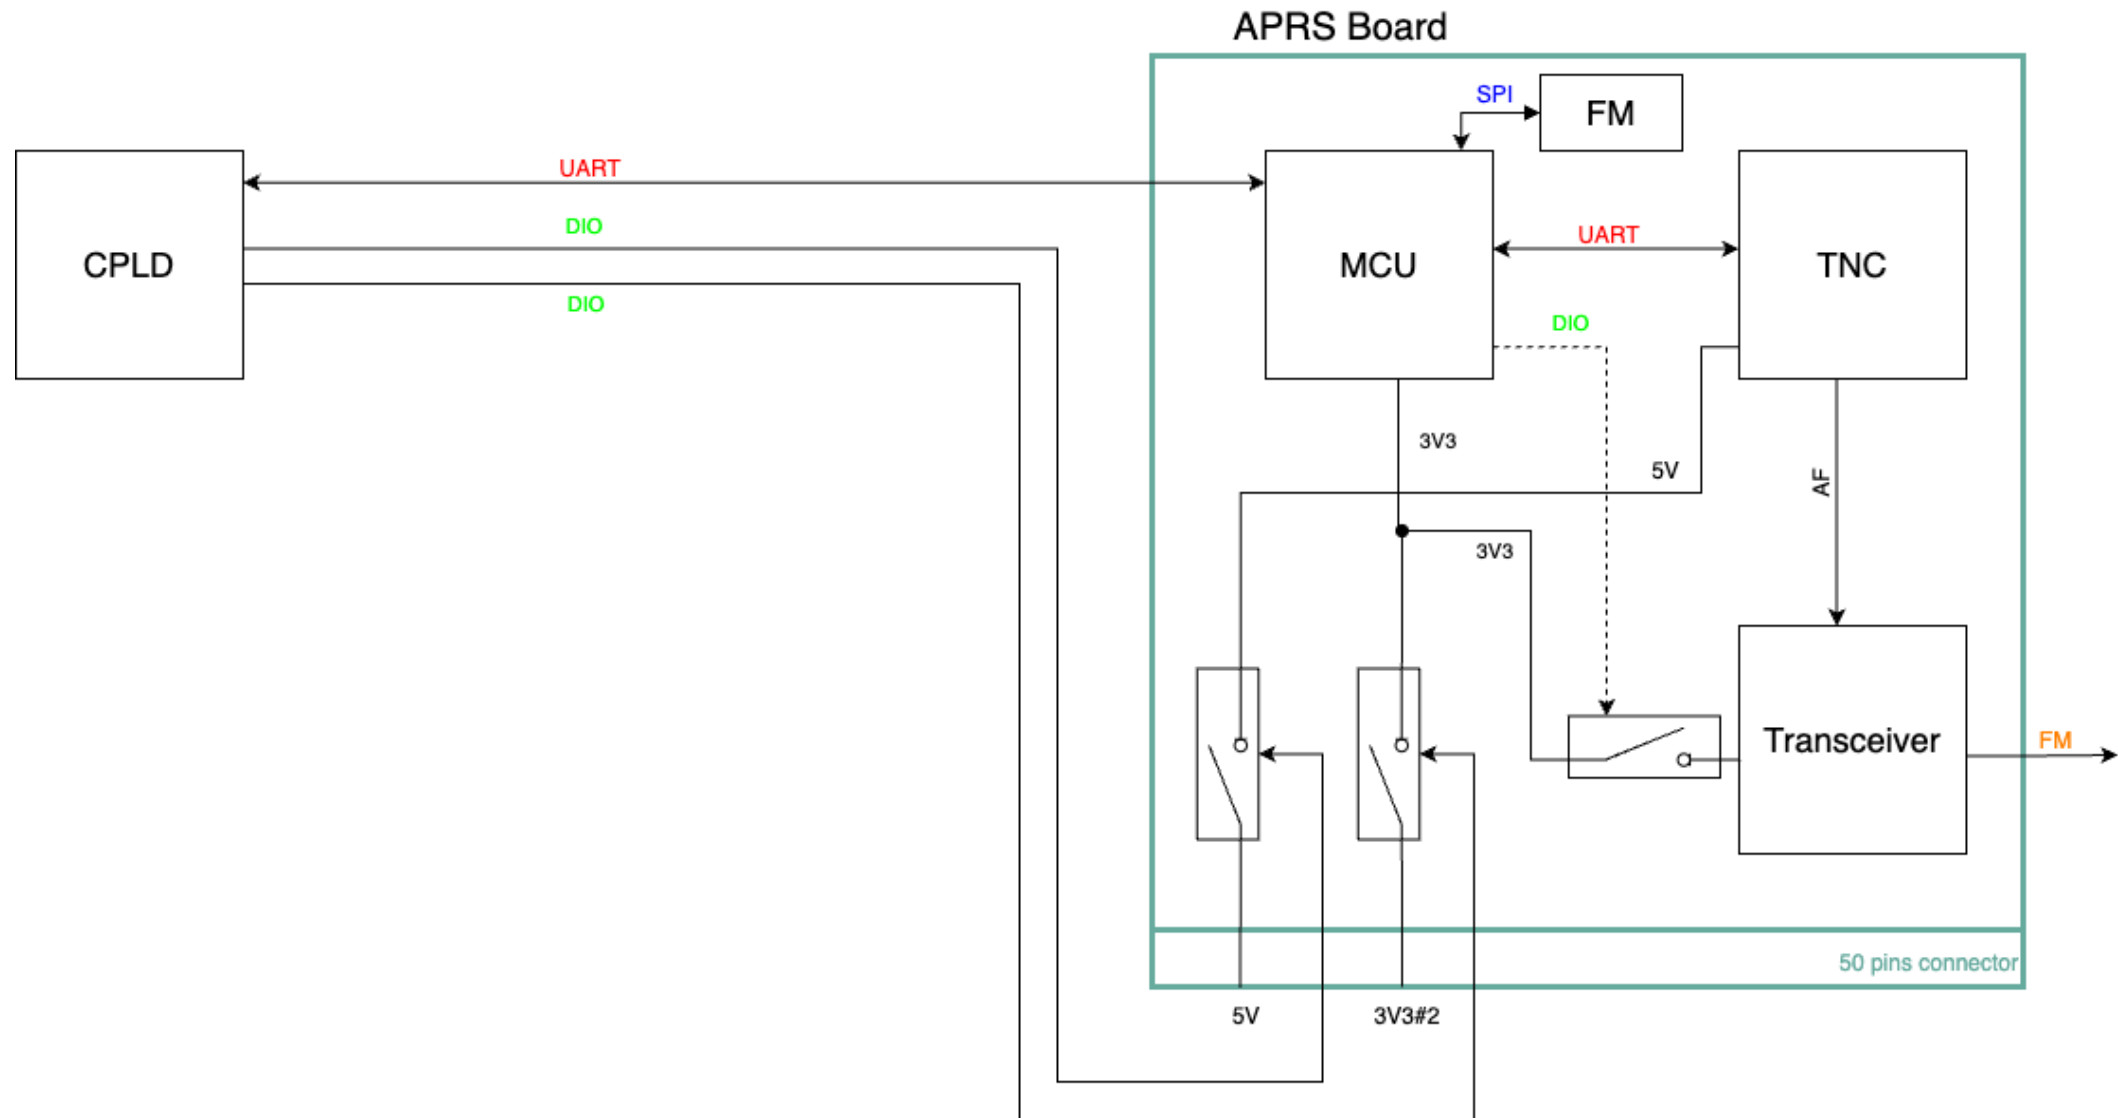 APRS Board
SPI
FM
UART
DIO
CPLD
DIO
MCU
UART
TNC
DIO
3V3
5V
AF
3V3
Transceiver
FM
50 pins connector
5V
3V3#2